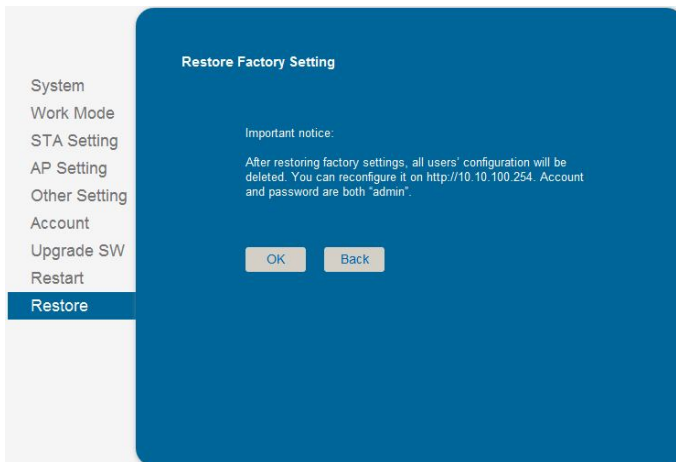 System
Work Mode
STA Setting
AP Setting
Other Setting
Account
Upgrade SW
Restart
Restore
Restore Factory Setting
Important notice:
After restoring factory settings, all users' configuration will be
deleted. You can reconfigure it on http://10.10.100.254. Account
and password are both "admin".
OK
Back